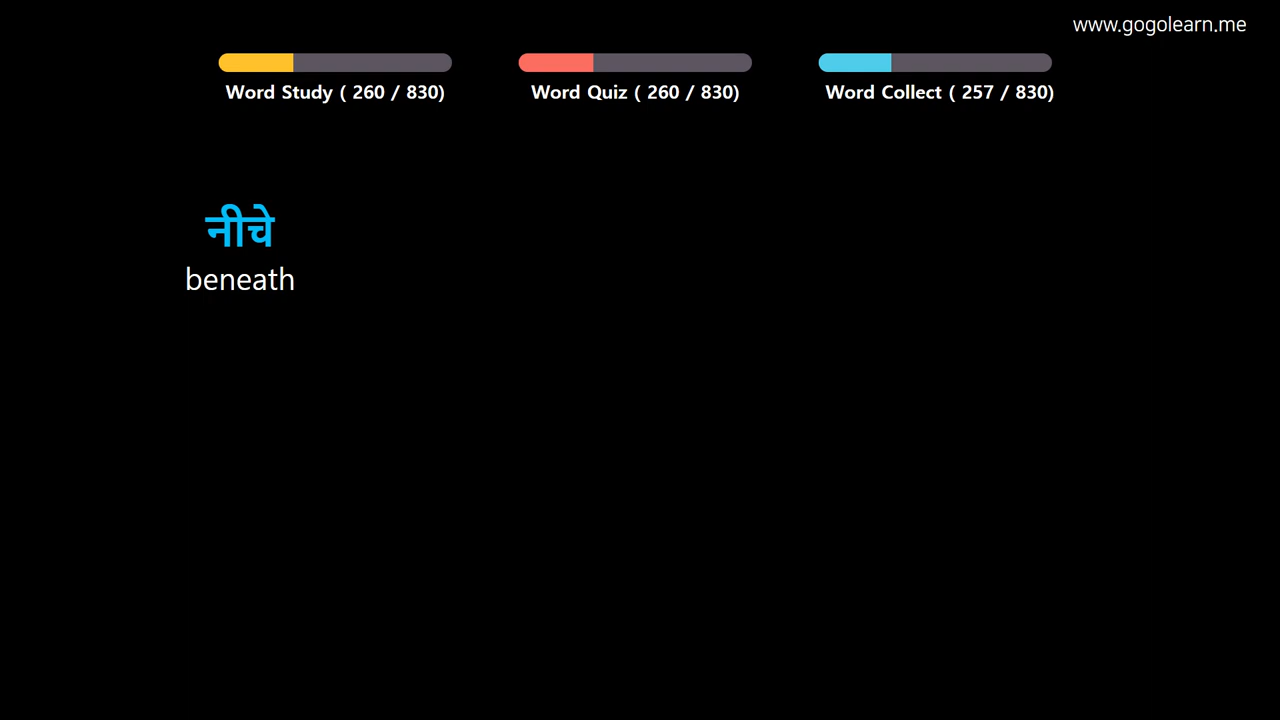 www.gogolearn.me
Word Study ( 260 / 830)
Word Quiz ( 260 / 830)
Word Collect ( 257 / 830)
नीचे
beneath